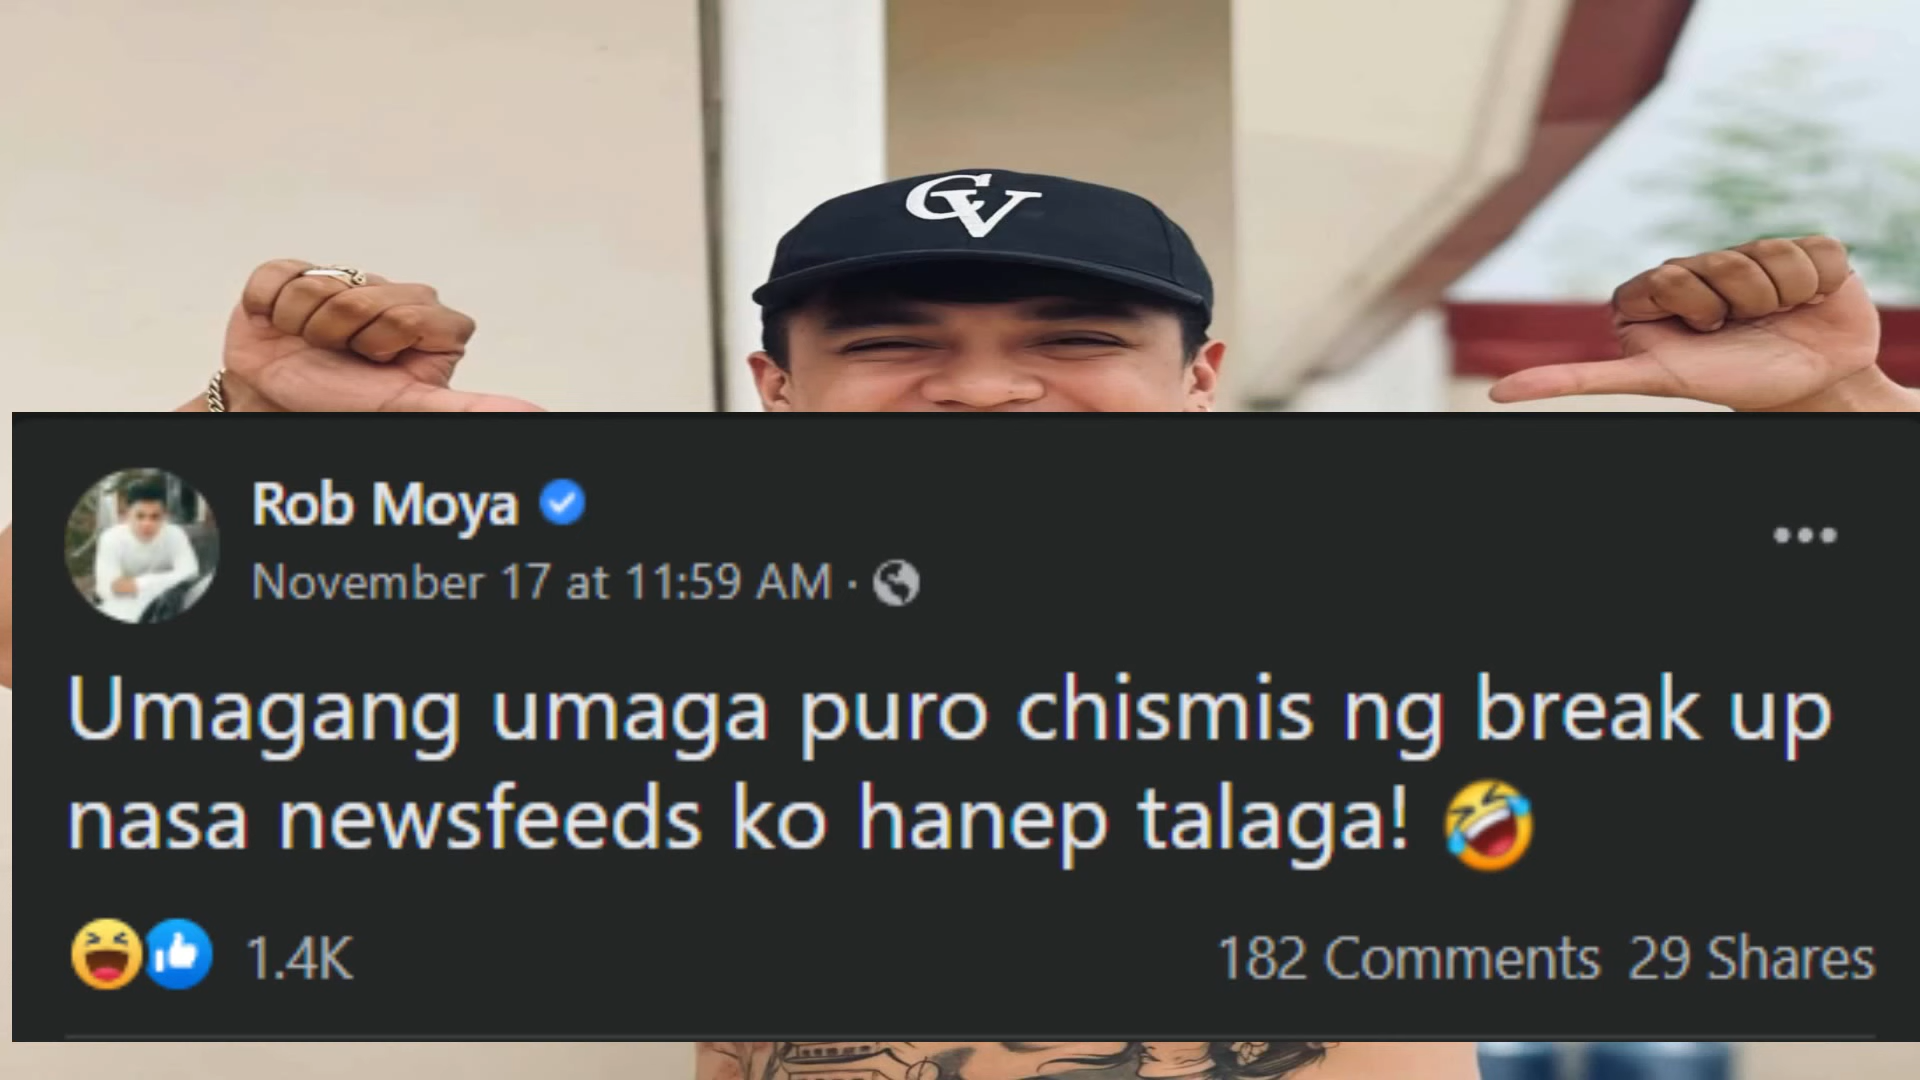 CV
Rob Moya
November 17 at 11:59 AM ·
Umagang umaga puro chismis ng break up
nasa newsfeeds ko hanep talaga! 🤣
1.4K
182 Comments 29 Shares